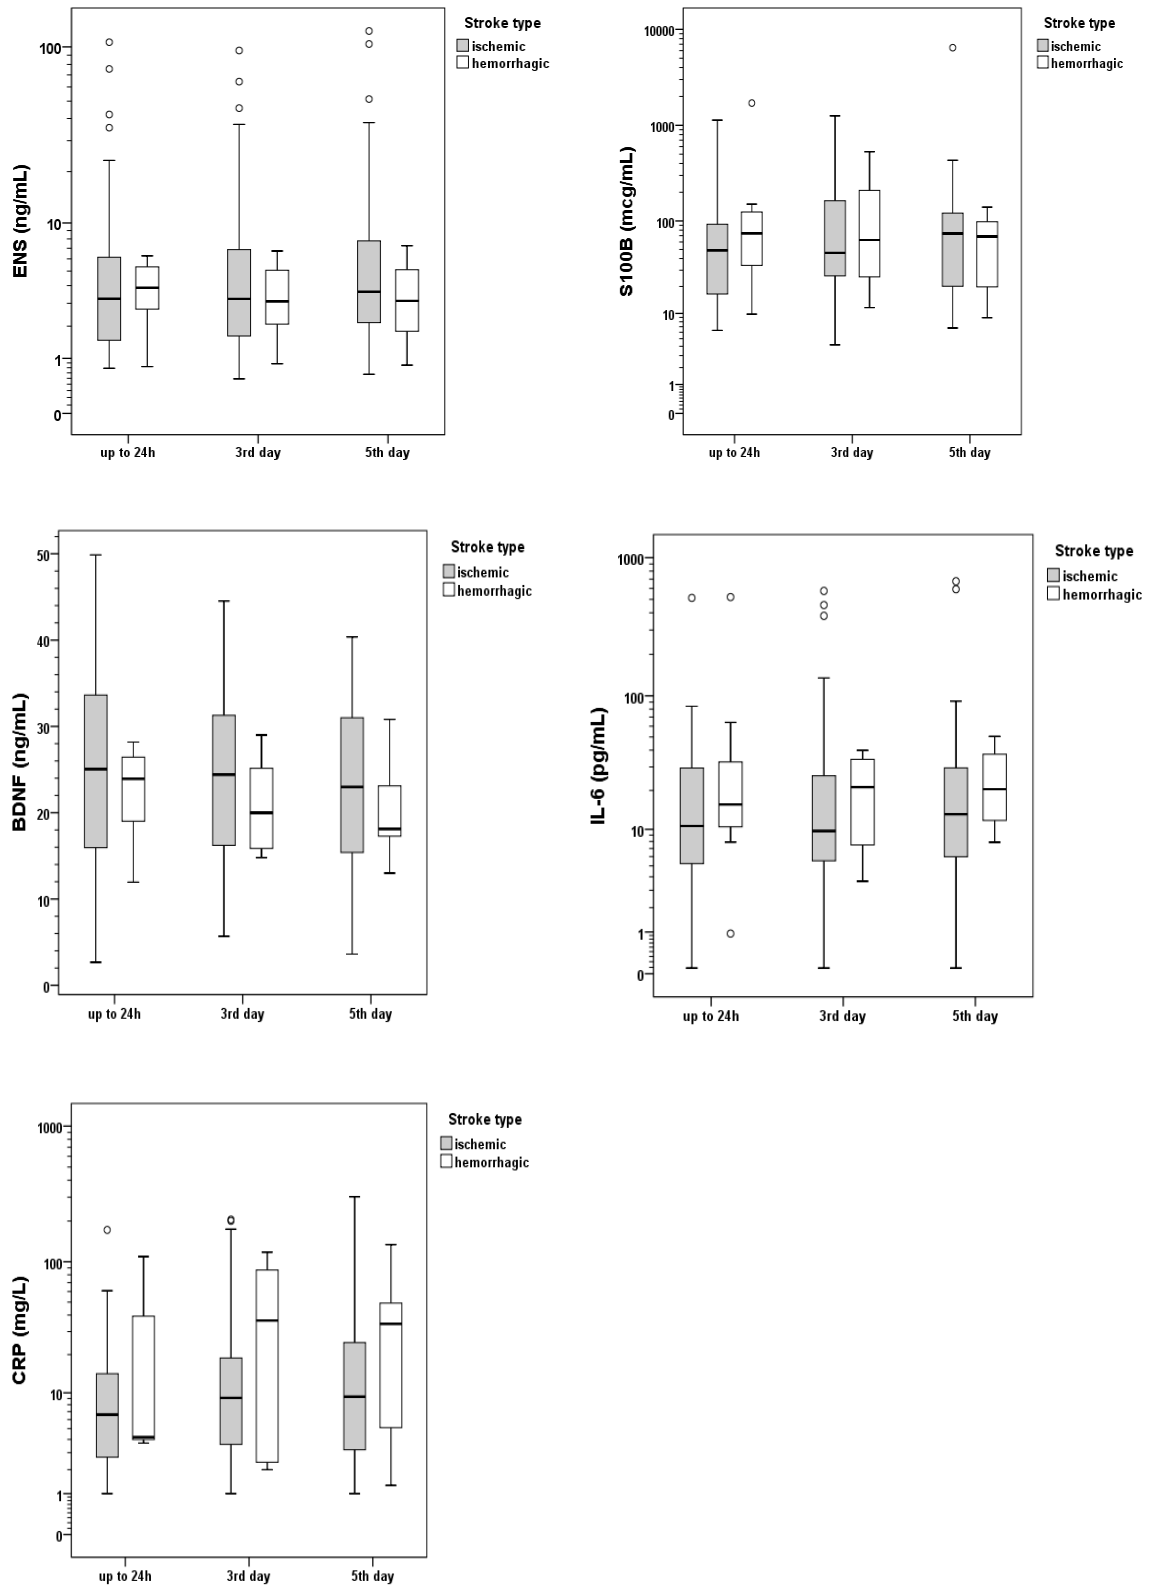 Stroke type
ischemic
hemorrhagic
ENS (ng/mL)
100
10
1
0
up to 24h 3rd day 5th day
Stroke type
ischemic
hemorrhagic
S100B (mcg/mL)
10000
1000
100
10
1
0
up to 24h 3rd day 5th day
Stroke type
ischemic
hemorrhagic
BDNF (ng/mL)
50
40
30
20
10
0
up to 24h 3rd day 5th day
Stroke type
ischemic
hemorrhagic
IL-6 (pg/mL)
1000
100
10
1
0
up to 24h 3rd day 5th day
Stroke type
ischemic
hemorrhagic
CRP (mg/L)
1000
100
10
1
0
up to 24h 3rd day 5th day